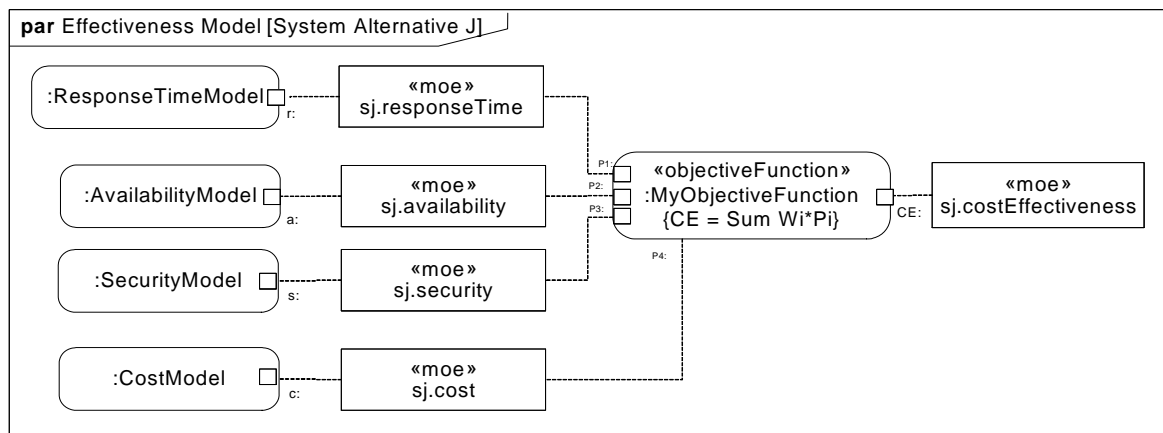 par Effectiveness Model [System Alternative J]
:ResponseTimeModel
r:
«moe»
sj.responseTime
:AvailabilityModel
a:
«moe»
sj.availability
:SecurityModel
s:
«moe»
sj.security
:CostModel
c:
«moe»
sj.cost
P1:
P2:
P3:
P4:
«objectiveFunction»
:MyObjectiveFunction
{CE = Sum Wi*Pi}
CE:
«moe»
sj.costEffectiveness